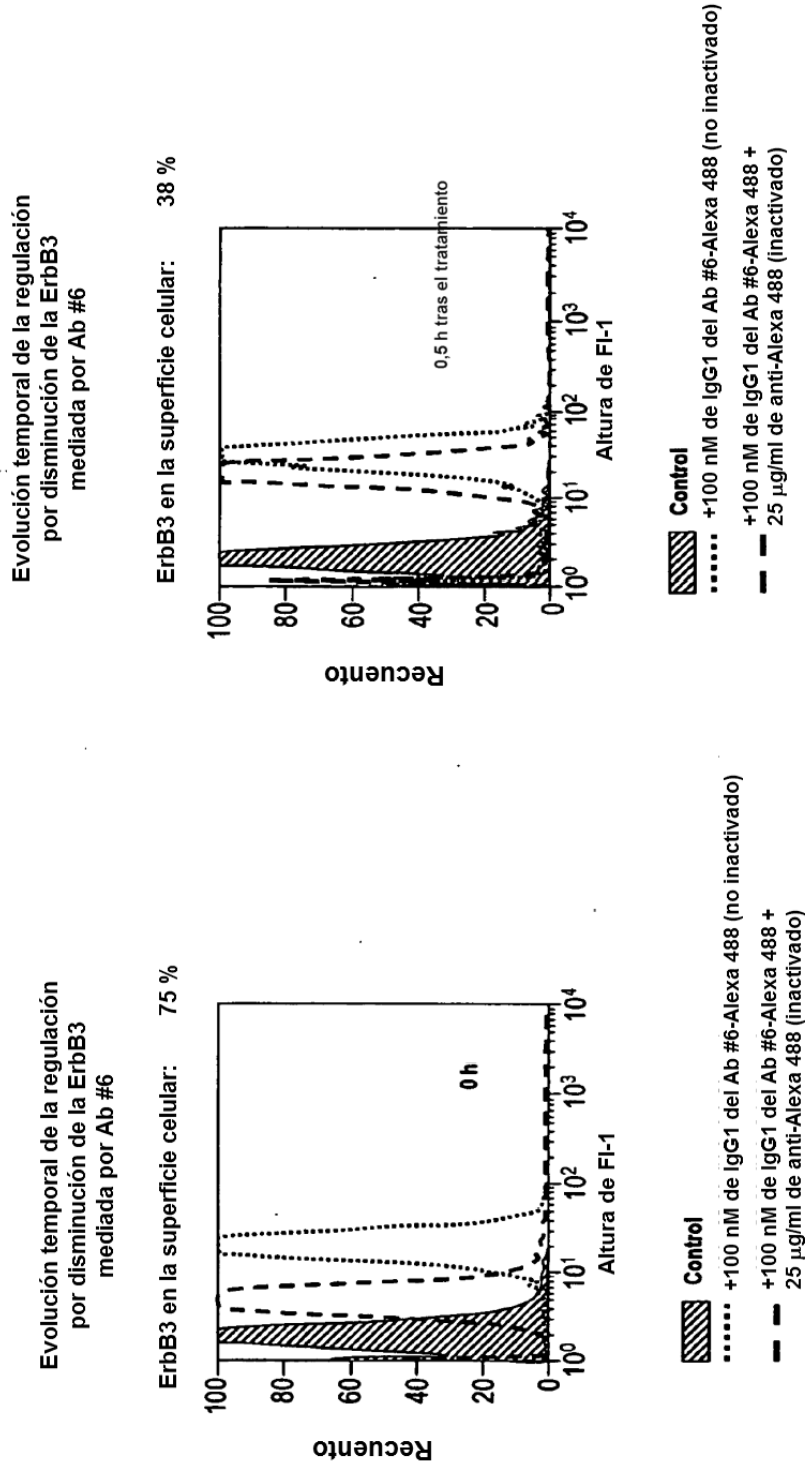 Evolución temporal de la regulación
por disminución de la ErbB3
mediada por Ab #6
ErbB3 en la superficie celular: 75 %
Recuento
100
80
60
40
20
0
0 h
10⁰ 10¹ 10² 10³ 10⁴
Altura de Fl-1
Control
+100 nM de IgG1 del Ab #6-Alexa 488 (no inactivado)
+100 nM de IgG1 del Ab #6-Alexa 488 +
25 µg/ml de anti-Alexa 488 (inactivado)
Evolución temporal de la regulación
por disminución de la ErbB3
mediada por Ab #6
ErbB3 en la superficie celular: 38 %
Recuento
100
80
60
40
20
0
0,5 h tras el tratamiento
10⁰ 10¹ 10² 10³ 10⁴
Altura de Fl-1
Control
+100 nM de IgG1 del Ab #6-Alexa 488 (no inactivado)
+100 nM de IgG1 del Ab #6-Alexa 488 +
25 µg/ml de anti-Alexa 488 (inactivado)